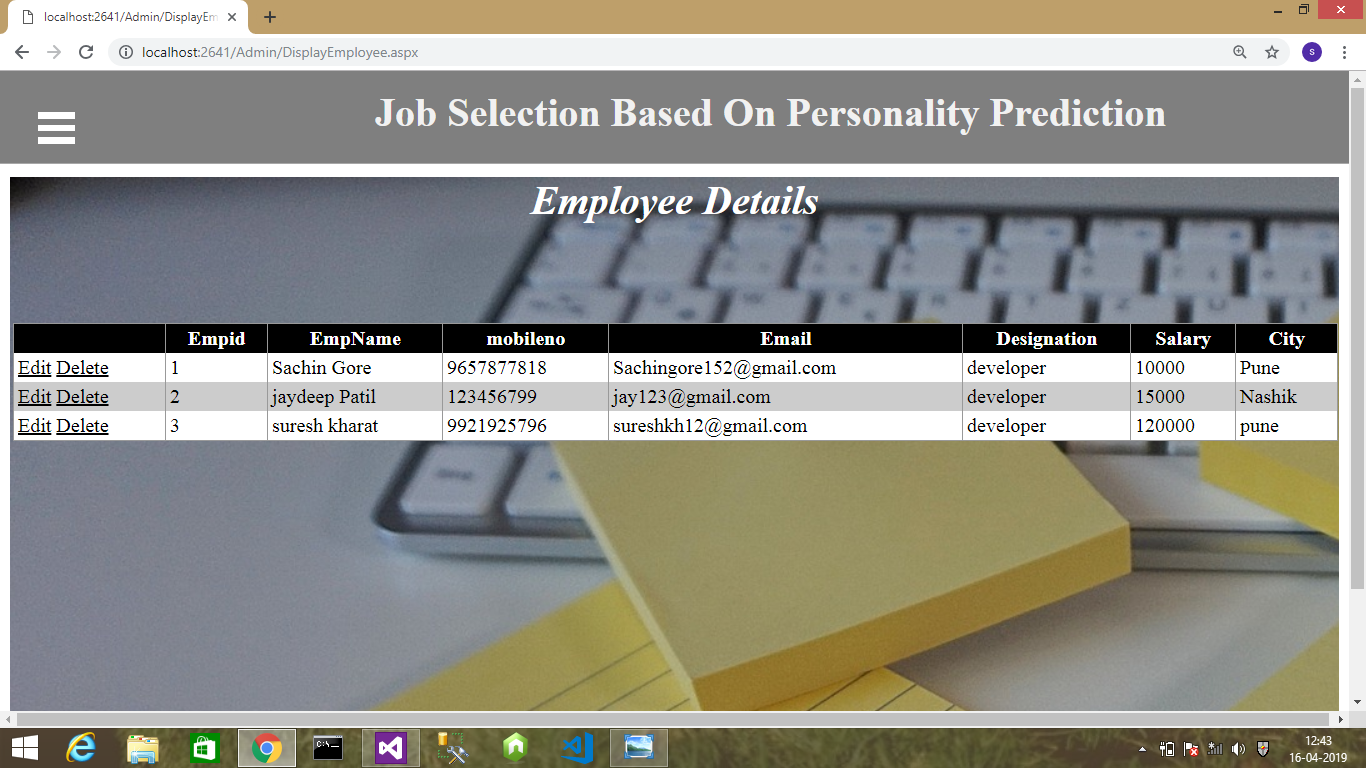 localhost:2641/Admin/DisplayEm
localhost:2641/Admin/DisplayEmployee.aspx
s
Job Selection Based On Personality Prediction
Employee Details
Empid EmpName mobileno Email Designation Salary City
Edit Delete 1 Sachin Gore 9657877818 Sachingore152@gmail.com developer 10000 Pune
Edit Delete 2 jaydeep Patil 123456799 jay123@gmail.com developer 15000 Nashik
Edit Delete 3 suresh kharat 9921925796 sureshkh12@gmail.com developer 120000 pune
12:43
16-04-2019